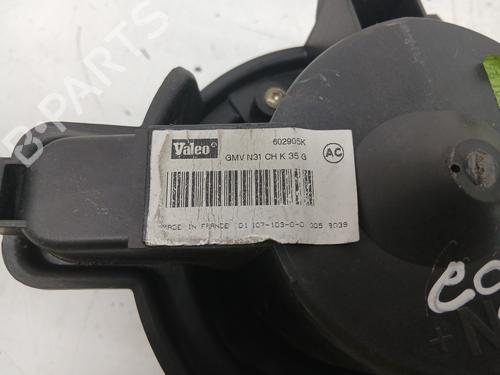 B-PARTS
Valeo
602905K
GMV N31 CH K 35 G
AC
MADE IN FRANCE